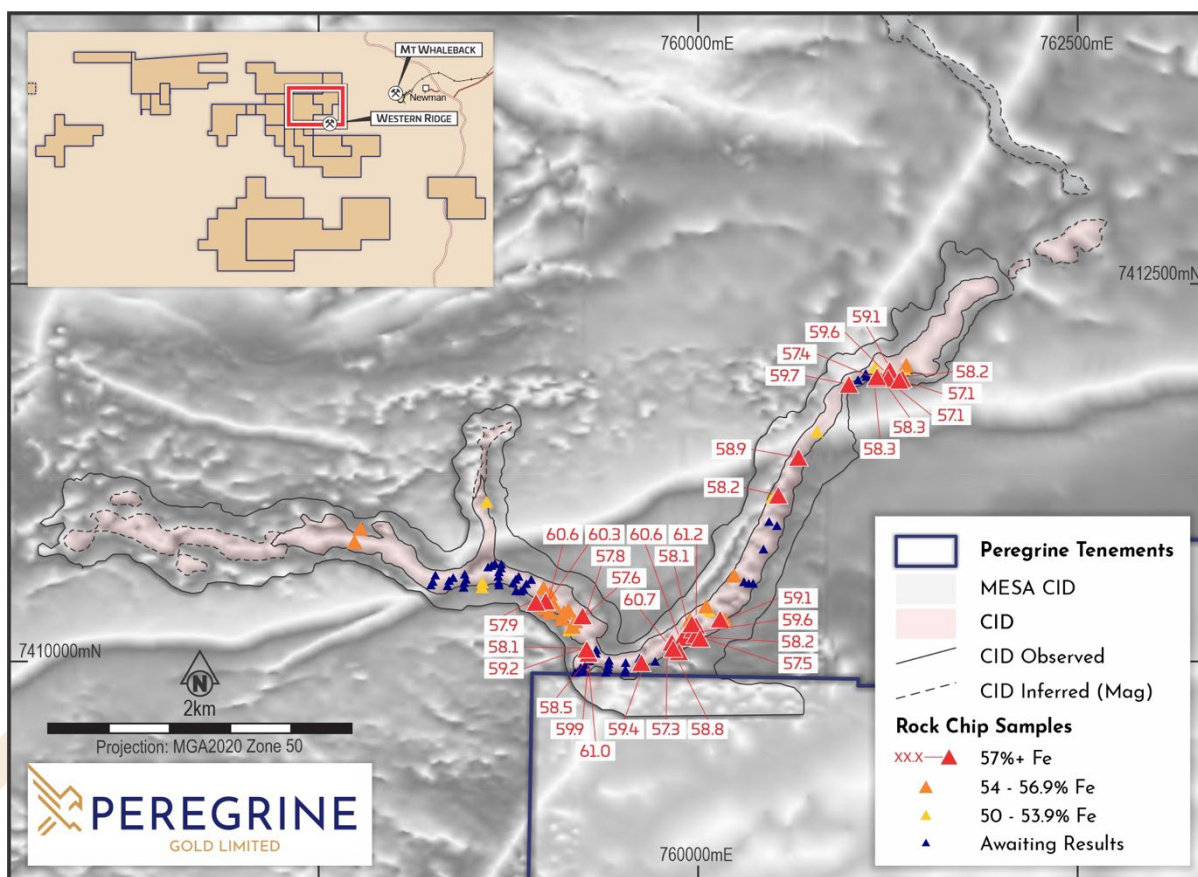 760000mE
762500mE
MT WHALEBACK
Newman
WESTERN RIDGE
7412500mN
59.1
59.6
57.4
59.7
58.2
57.1
57.1
58.3
58.3
58.9
58.2
60.6
60.3
60.6
61.2
57.8
58.1
57.6
60.7
59.1
59.6
58.2
57.5
57.9
58.1
59.2
58.5
59.9
61.0
59.4
57.3
58.8
7410000mN
N
2km
Projection: MGA2020 Zone 50
PEREGRINE
GOLD LIMITED
760000mE
Peregrine Tenements
MESA CID
CID
CID Observed
CID Inferred (Mag)
Rock Chip Samples
XX.X 57%+ Fe
54 - 56.9% Fe
50 - 53.9% Fe
Awaiting Results